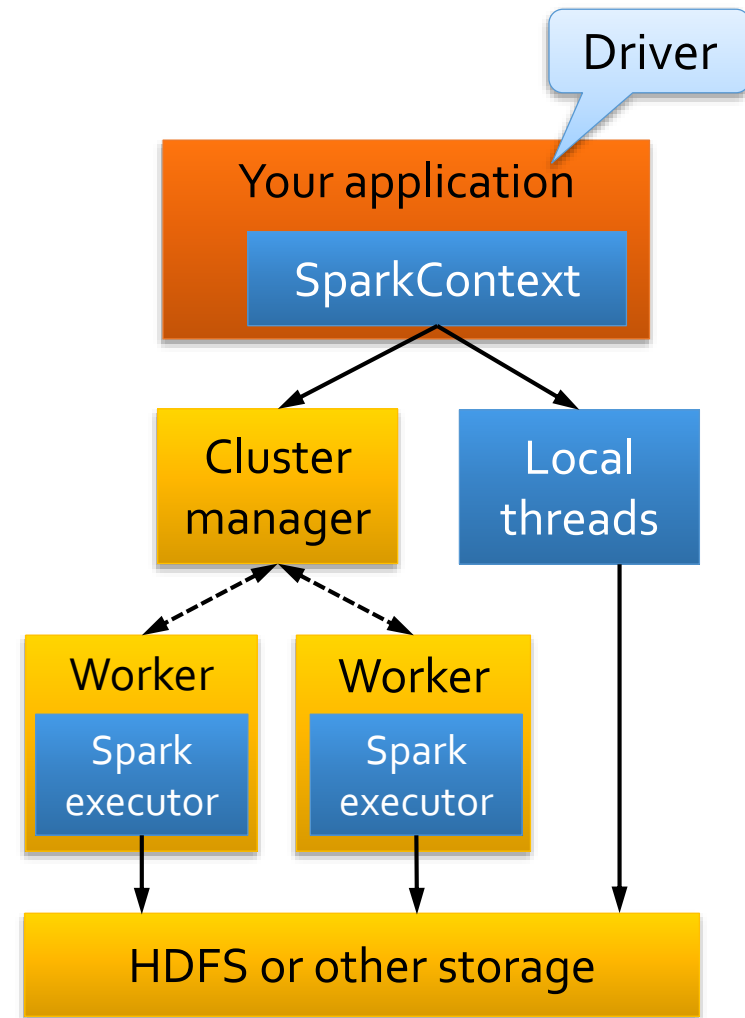 Driver
Your application
SparkContext
Cluster
manager
Local
threads
Worker
Spark
executor
Worker
Spark
executor
HDFS or other storage